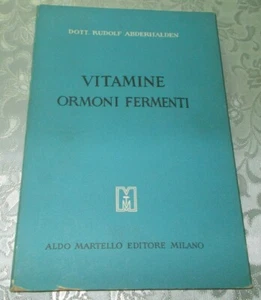 DOTT. RUDOLF ABDERHALDEN
VITAMINE
ORMONI FERMENTI
ALDO MARTELLO EDITORE MILANO